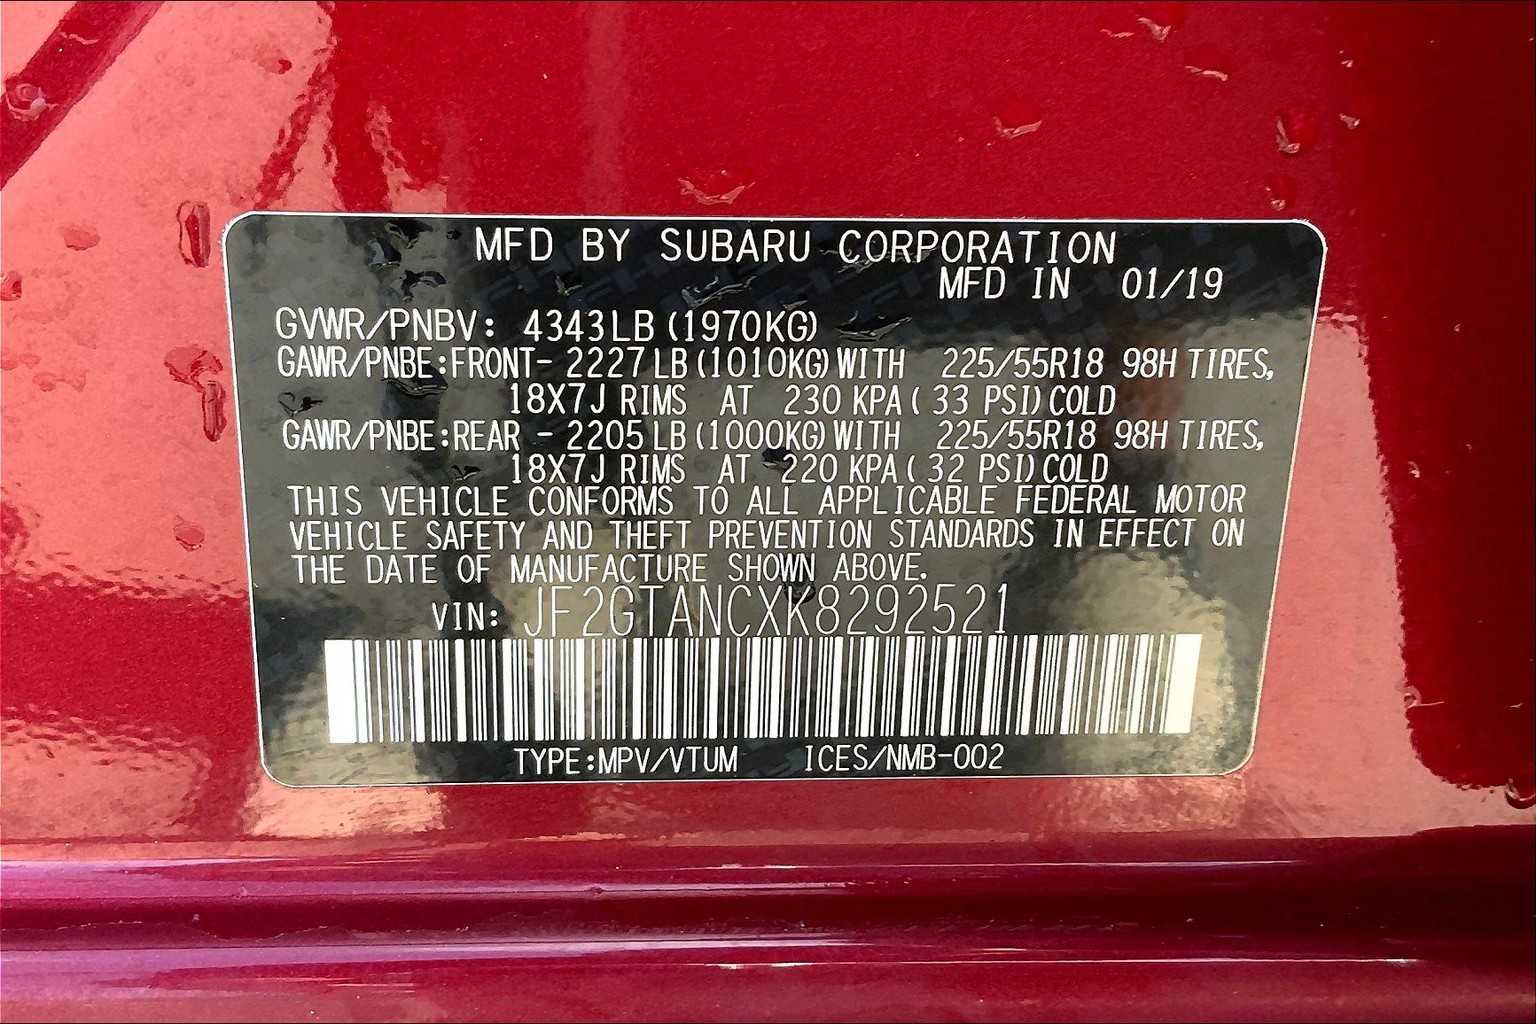 MFD BY SUBARU CORPORATION
MFD IN 01/19
GVWR/PNBV: 4343LB (1970KG)
GAWR/PNBE:FRONT- 2227LB(1010KG)WITH 225/55R18 98H TIRES,
18X7J RIMS AT 230 KPA( 33 PSI)COLD
GAWR/PNBE:REAR - 2205LB(1000KG)WITH 225/55R18 98H TIRES,
18X7J RIMS AT 220 KPA( 32 PSI)COLD
THIS VEHICLE CONFORMS TO ALL APPLICABLE FEDERAL MOTOR
VEHICLE SAFETY AND THEFT PREVENTION STANDARDS IN EFFECT ON
THE DATE OF MANUFACTURE SHOWN ABOVE.
VIN: JF2GTANCXK8292521
TYPE:MPV/VTUM ICES/NMB-002